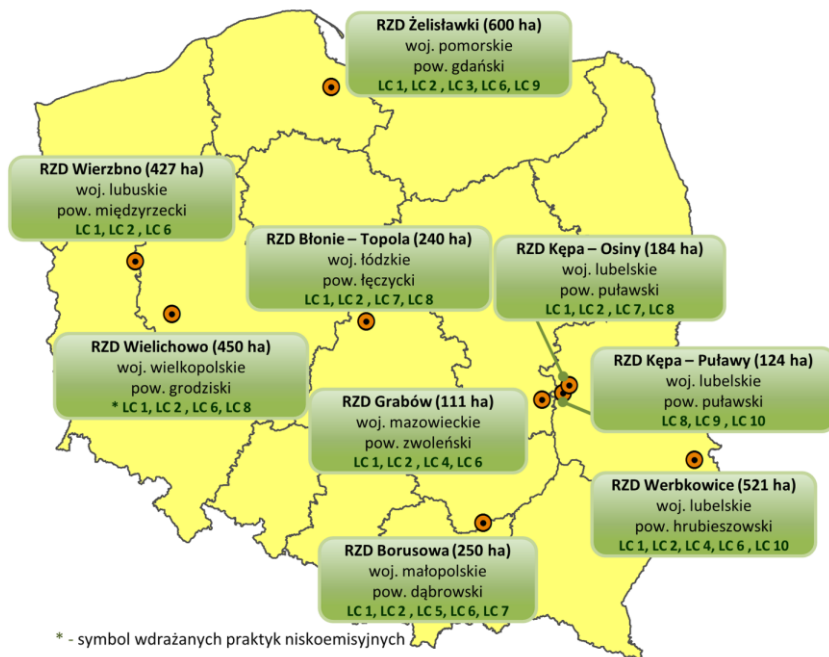 RZD Żelisławki (600 ha)
woj. pomorskie
pow. gdański
LC 1, LC 2 , LC 3, LC 6, LC 9
RZD Wierzbno (427 ha)
woj. lubuskie
pow. międzyrzecki
LC 1, LC 2 , LC 6
RZD Błonie – Topola (240 ha)
woj. łódzkie
pow. łęczycki
LC 1, LC 2 , LC 7, LC 8
RZD Kępa – Osiny (184 ha)
woj. lubelskie
pow. puławski
LC 1, LC 2 , LC 7, LC 8
RZD Wielichowo (450 ha)
woj. wielkopolskie
pow. grodziski
* LC 1, LC 2 , LC 6, LC 8
RZD Kępa – Puławy (124 ha)
woj. lubelskie
pow. puławski
LC 8, LC 9 , LC 10
RZD Grabów (111 ha)
woj. mazowieckie
pow. zwoleński
LC 1, LC 2 , LC 4, LC 6
RZD Werbkowice (521 ha)
woj. lubelskie
pow. hrubieszowski
LC 1, LC 2, LC 4, LC 6 , LC 10
RZD Borusowa (250 ha)
woj. małopolskie
pow. dąbrowski
LC 1, LC 2 , LC 5, LC 6, LC 7
* - symbol wdrażanych praktyk niskoemisyjnych